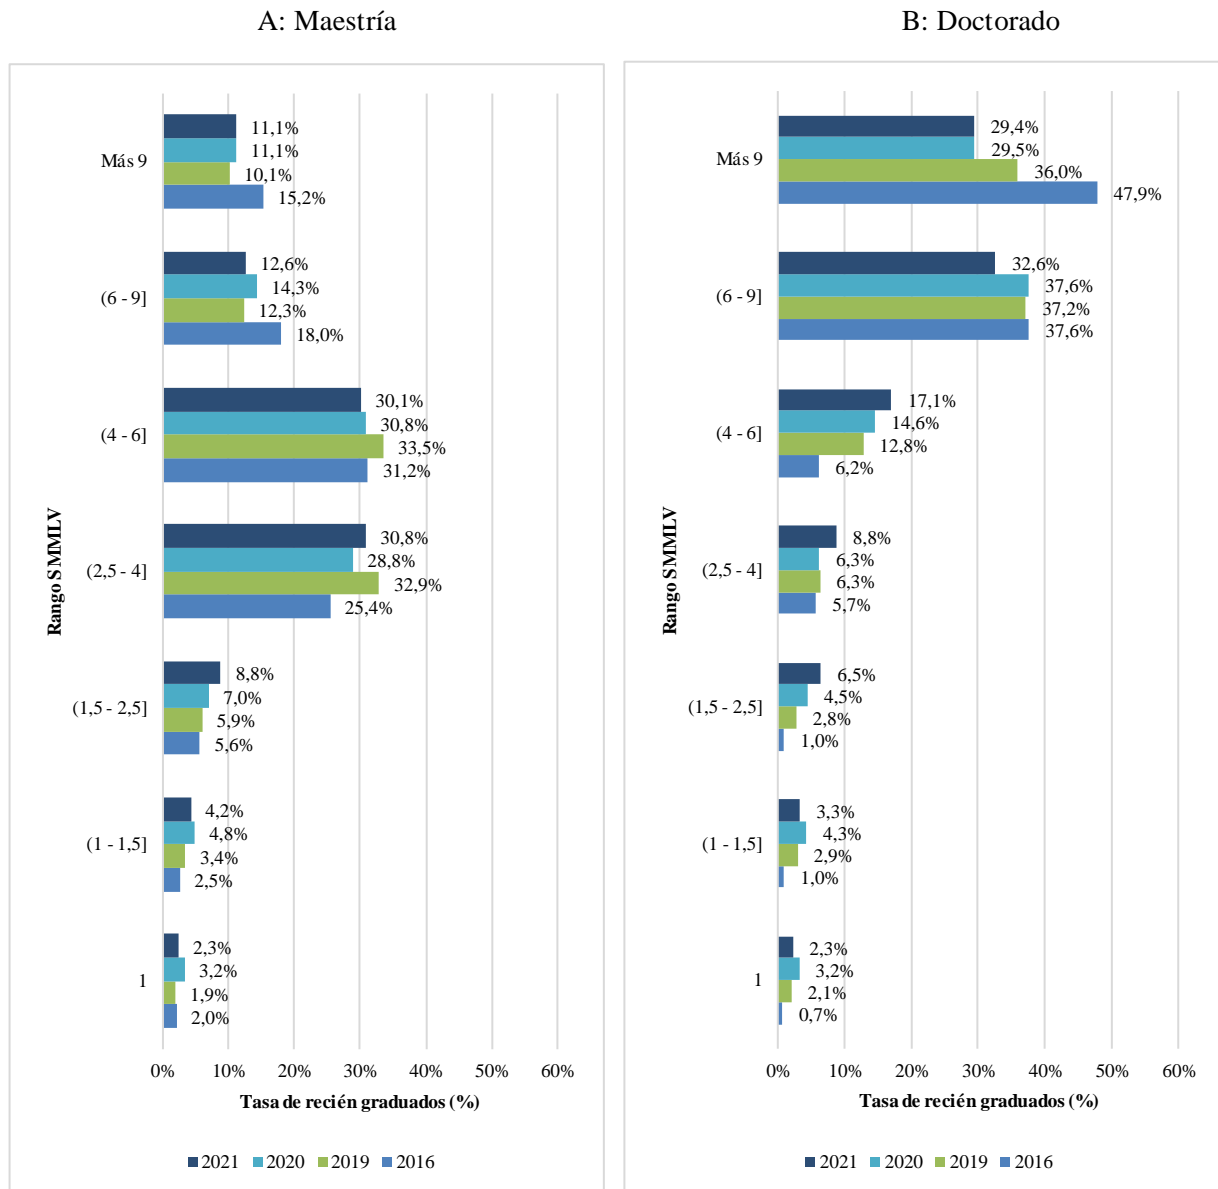 A: Maestría
Rango SMMLV
Más 9
11,1%
11,1%
10,1%
15,2%
(6 - 9]
12,6%
14,3%
12,3%
18,0%
(4 - 6]
30,1%
30,8%
33,5%
31,2%
(2,5 - 4]
30,8%
28,8%
32,9%
25,4%
(1,5 - 2,5]
8,8%
7,0%
5,9%
5,6%
(1 - 1,5]
4,2%
4,8%
3,4%
2,5%
1
2,3%
3,2%
1,9%
2,0%
0% 10% 20% 30% 40% 50% 60%
Tasa de recién graduados (%)
2021 2020 2019 2016
B: Doctorado
Rango SMMLV
Más 9
29,4%
29,5%
36,0%
47,9%
(6 - 9]
32,6%
37,6%
37,2%
37,6%
(4 - 6]
17,1%
14,6%
12,8%
6,2%
(2,5 - 4]
8,8%
6,3%
6,3%
5,7%
(1,5 - 2,5]
6,5%
4,5%
2,8%
1,0%
(1 - 1,5]
3,3%
4,3%
2,9%
1,0%
1
2,3%
3,2%
2,1%
0,7%
0% 10% 20% 30% 40% 50% 60%
Tasa de recién graduados (%)
2021 2020 2019 2016